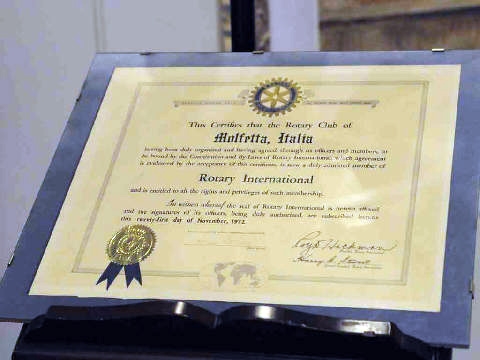 This Certifies that the Rotary Club of
Molfetta, Italia
having been duly organized and having agreed, through its officers and members, to
be bound by the Constitution and By-Laws of Rotary International, which agreement
is evidenced by the acceptance of this certificate, is now a duly admitted member of
Rotary International
and is entitled to all the rights and privileges of such membership.
In witness whereof the seal of Rotary International is hereon affixed
and the signatures of its officers, being duly authorized, are subscribed hereon
this twenty-first day of November, 1972.